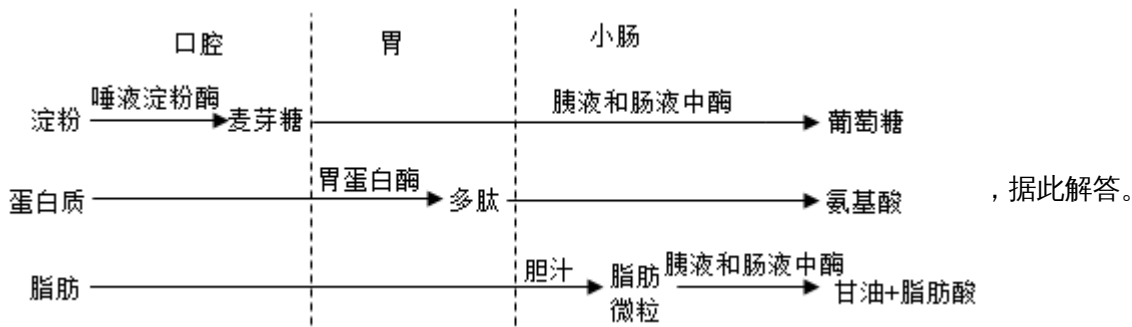 口腔 胃 小肠
唾液淀粉酶 胰液和肠液中酶
淀粉 麦芽糖 葡萄糖
胃蛋白酶
蛋白质 多肽 氨基酸 ，据此解答。
胆汁 胰液和肠液中酶
脂肪 脂肪微粒 甘油+脂肪酸